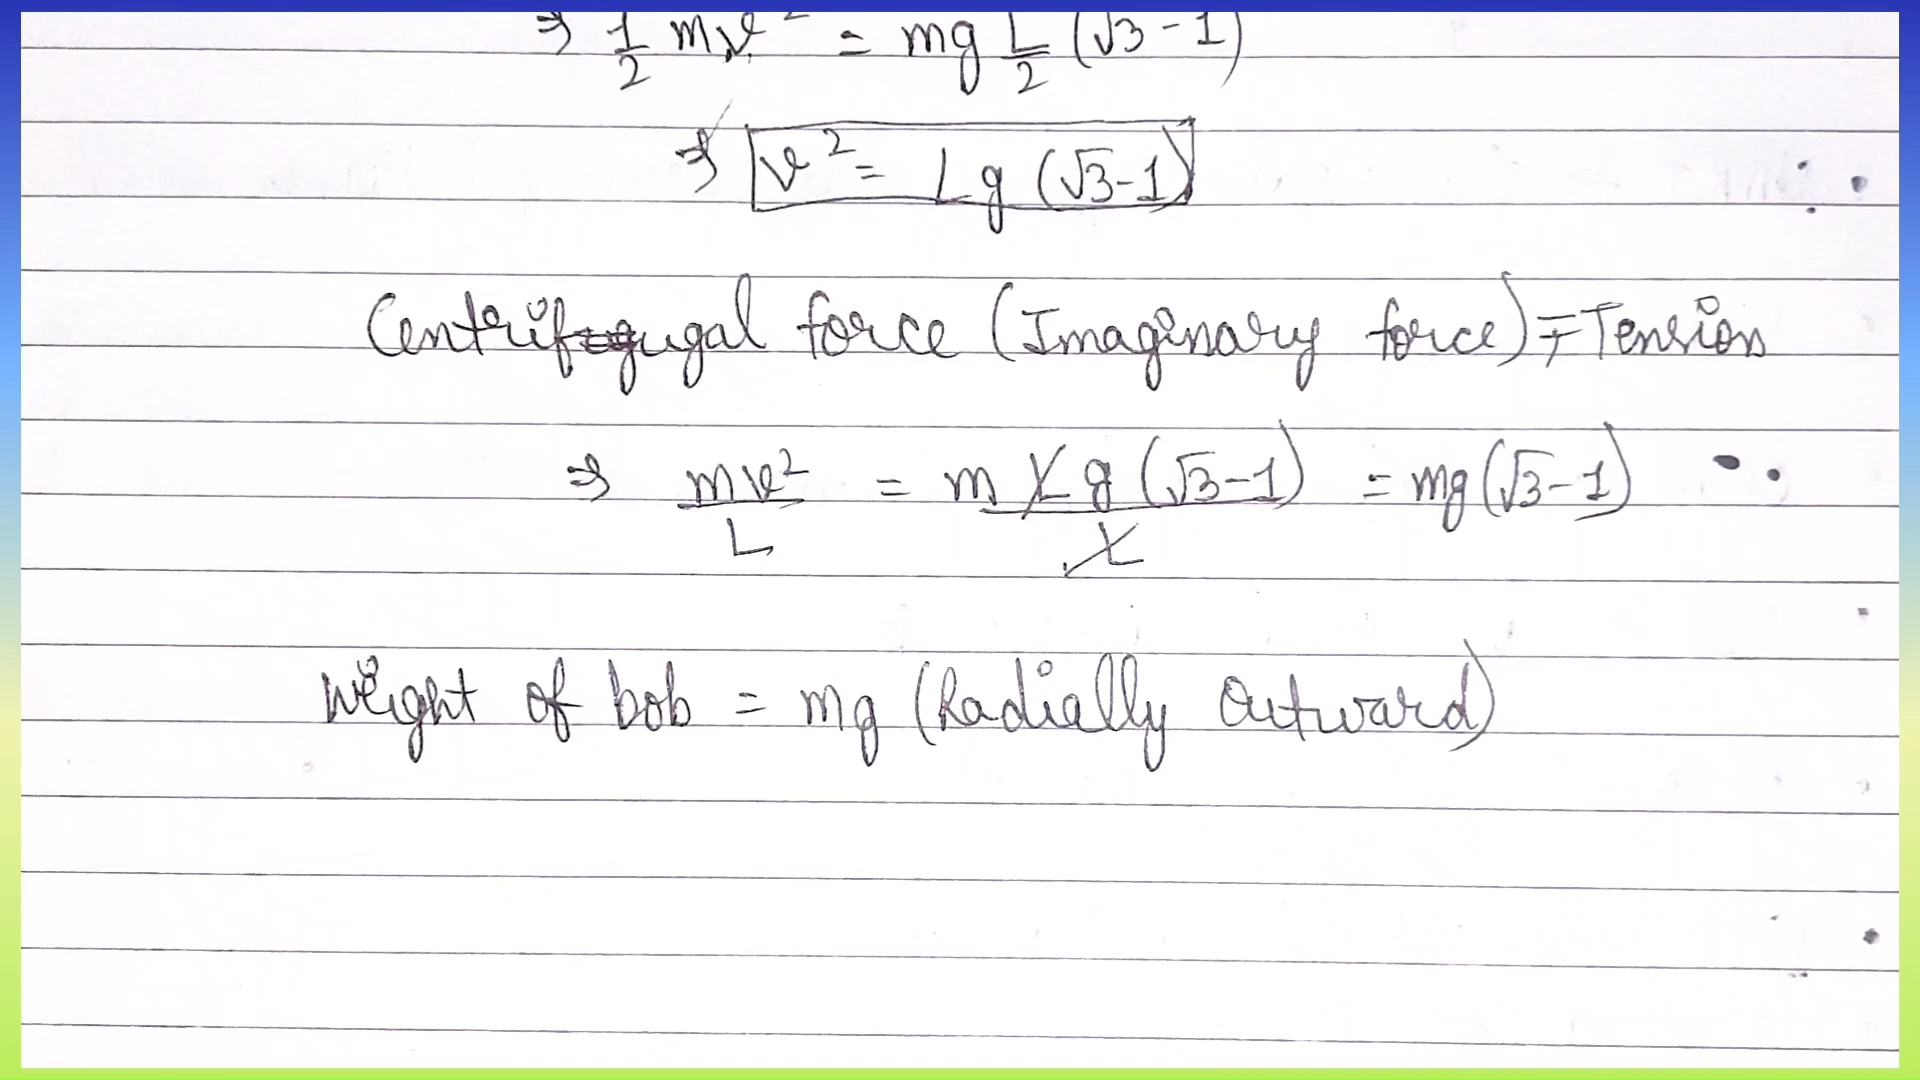 ⇒ 1/2 mv² = mg L/2 (√3-1)
⇒ v² = Lg (√3-1)
Centrifugal force (Imaginary force) ≠ Tension
⇒ mv²/L = mLg(√3-1)/L = mg(√3-1)
Weight of bob = mg (Radially Outward)